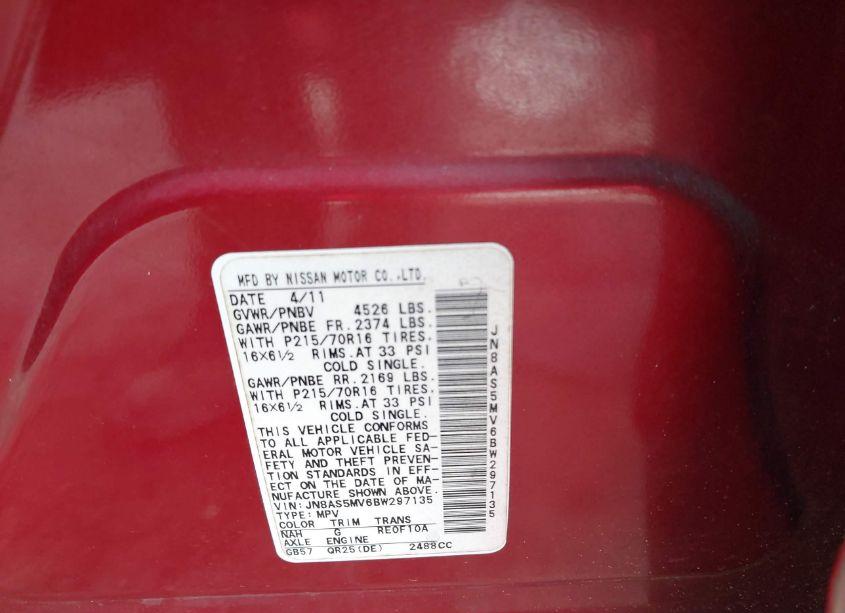 MFD BY NISSAN MOTOR CO.,LTD.
DATE 4/11
GVWR/PNBV 4526 LBS.
GAWR/PNBE FR. 2374 LBS.
WITH P215/70R16 TIRES.
16X6½ RIMS.AT 33 PSI
COLD SINGLE.
GAWR/PNBE RR. 2169 LBS.
WITH P215/70R16 TIRES.
16X6½ RIMS.AT 33 PSI
COLD SINGLE.
THIS VEHICLE CONFORMS
TO ALL APPLICABLE FED-
ERAL MOTOR VEHICLE SA-
FETY AND THEFT PREVEN-
TION STANDARDS IN EFF-
ECT ON THE DATE OF MA-
NUFACTURE SHOWN ABOVE.
VIN: JN8AS5MV6BW297135
TYPE: MPV
COLOR TRIM TRANS
NAH G RE0F10A
AXLE ENGINE
GB57 QR25(DE) 2488CC
JN8AS5MV6BW297135